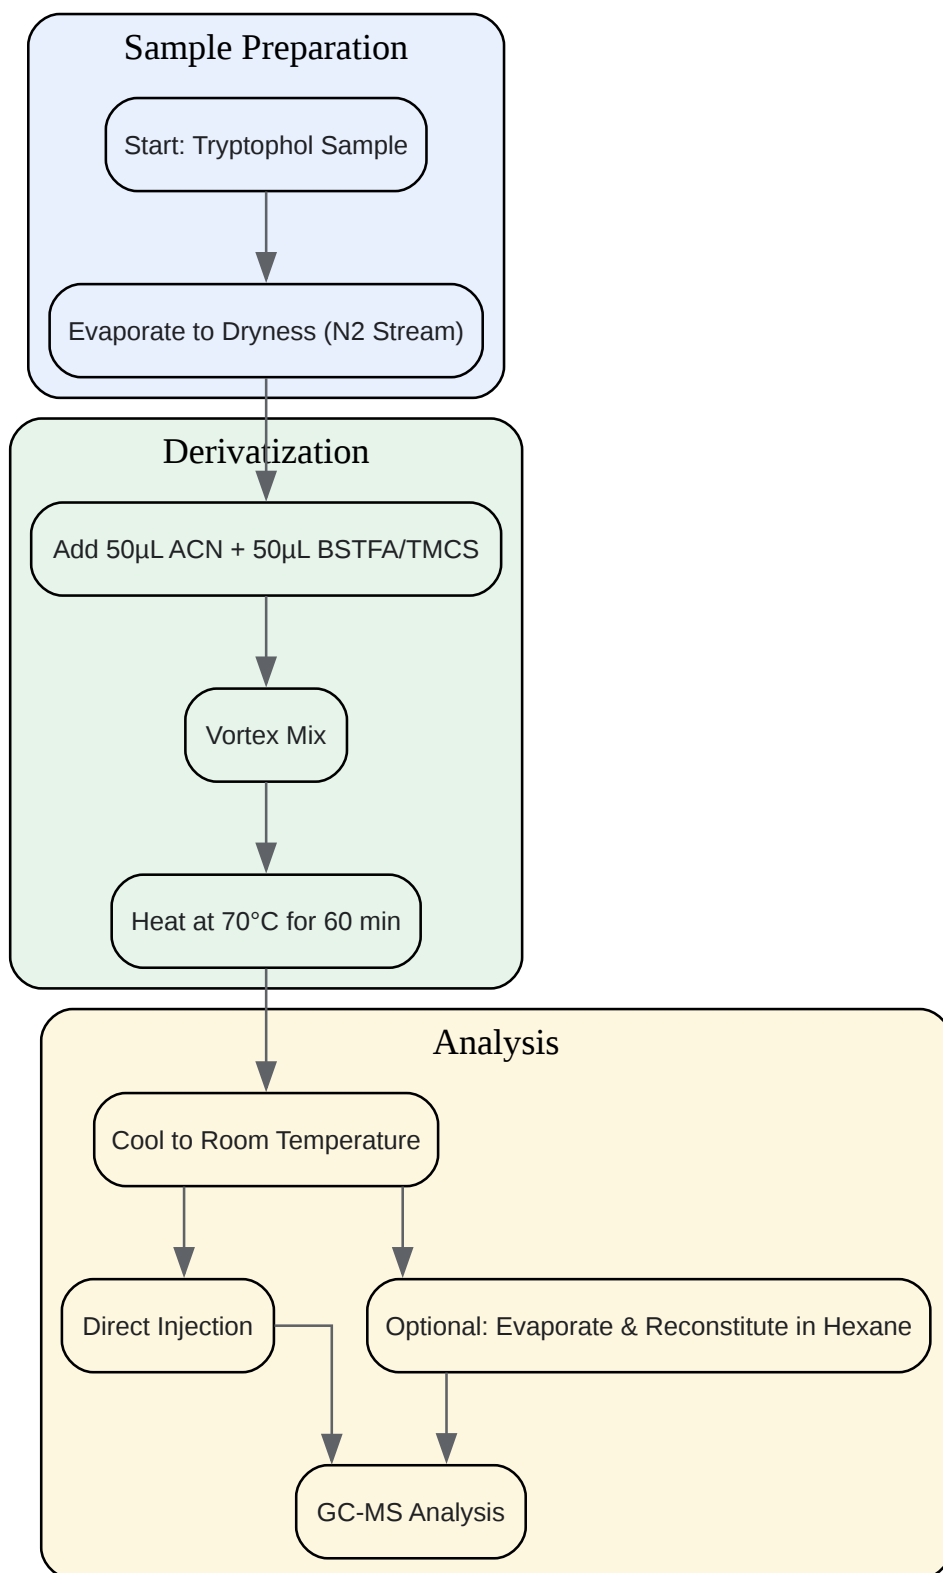 Sample Preparation
Start: Tryptophol Sample
Evaporate to Dryness (N2 Stream)
Derivatization
Add 50µL ACN + 50µL BSTFA/TMCS
Vortex Mix
Heat at 70°C for 60 min
Analysis
Cool to Room Temperature
Direct Injection
Optional: Evaporate & Reconstitute in Hexane
GC-MS Analysis